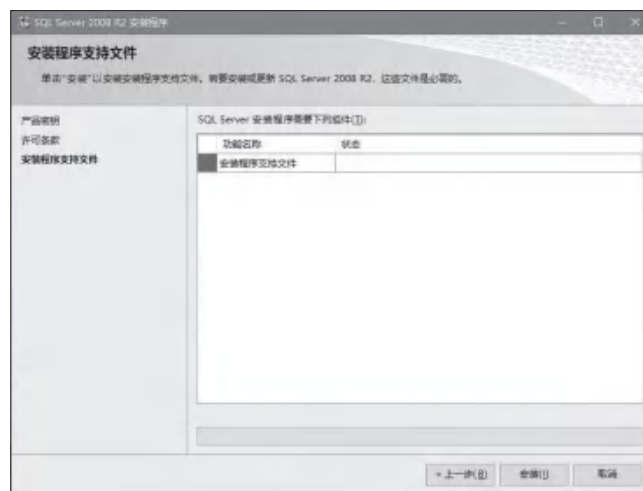 SQL Server 2008 R2 安装程序
安装程序支持文件
单击“安装”以安装安装程序支持文件。若要安装或更新 SQL Server 2008 R2，这些文件是必需的。
产品密钥
许可条款
安装程序支持文件
SQL Server 安装程序需要下列组件(I):
功能名称 状态
安装程序支持文件
< 上一步(B) 安装(I) 取消